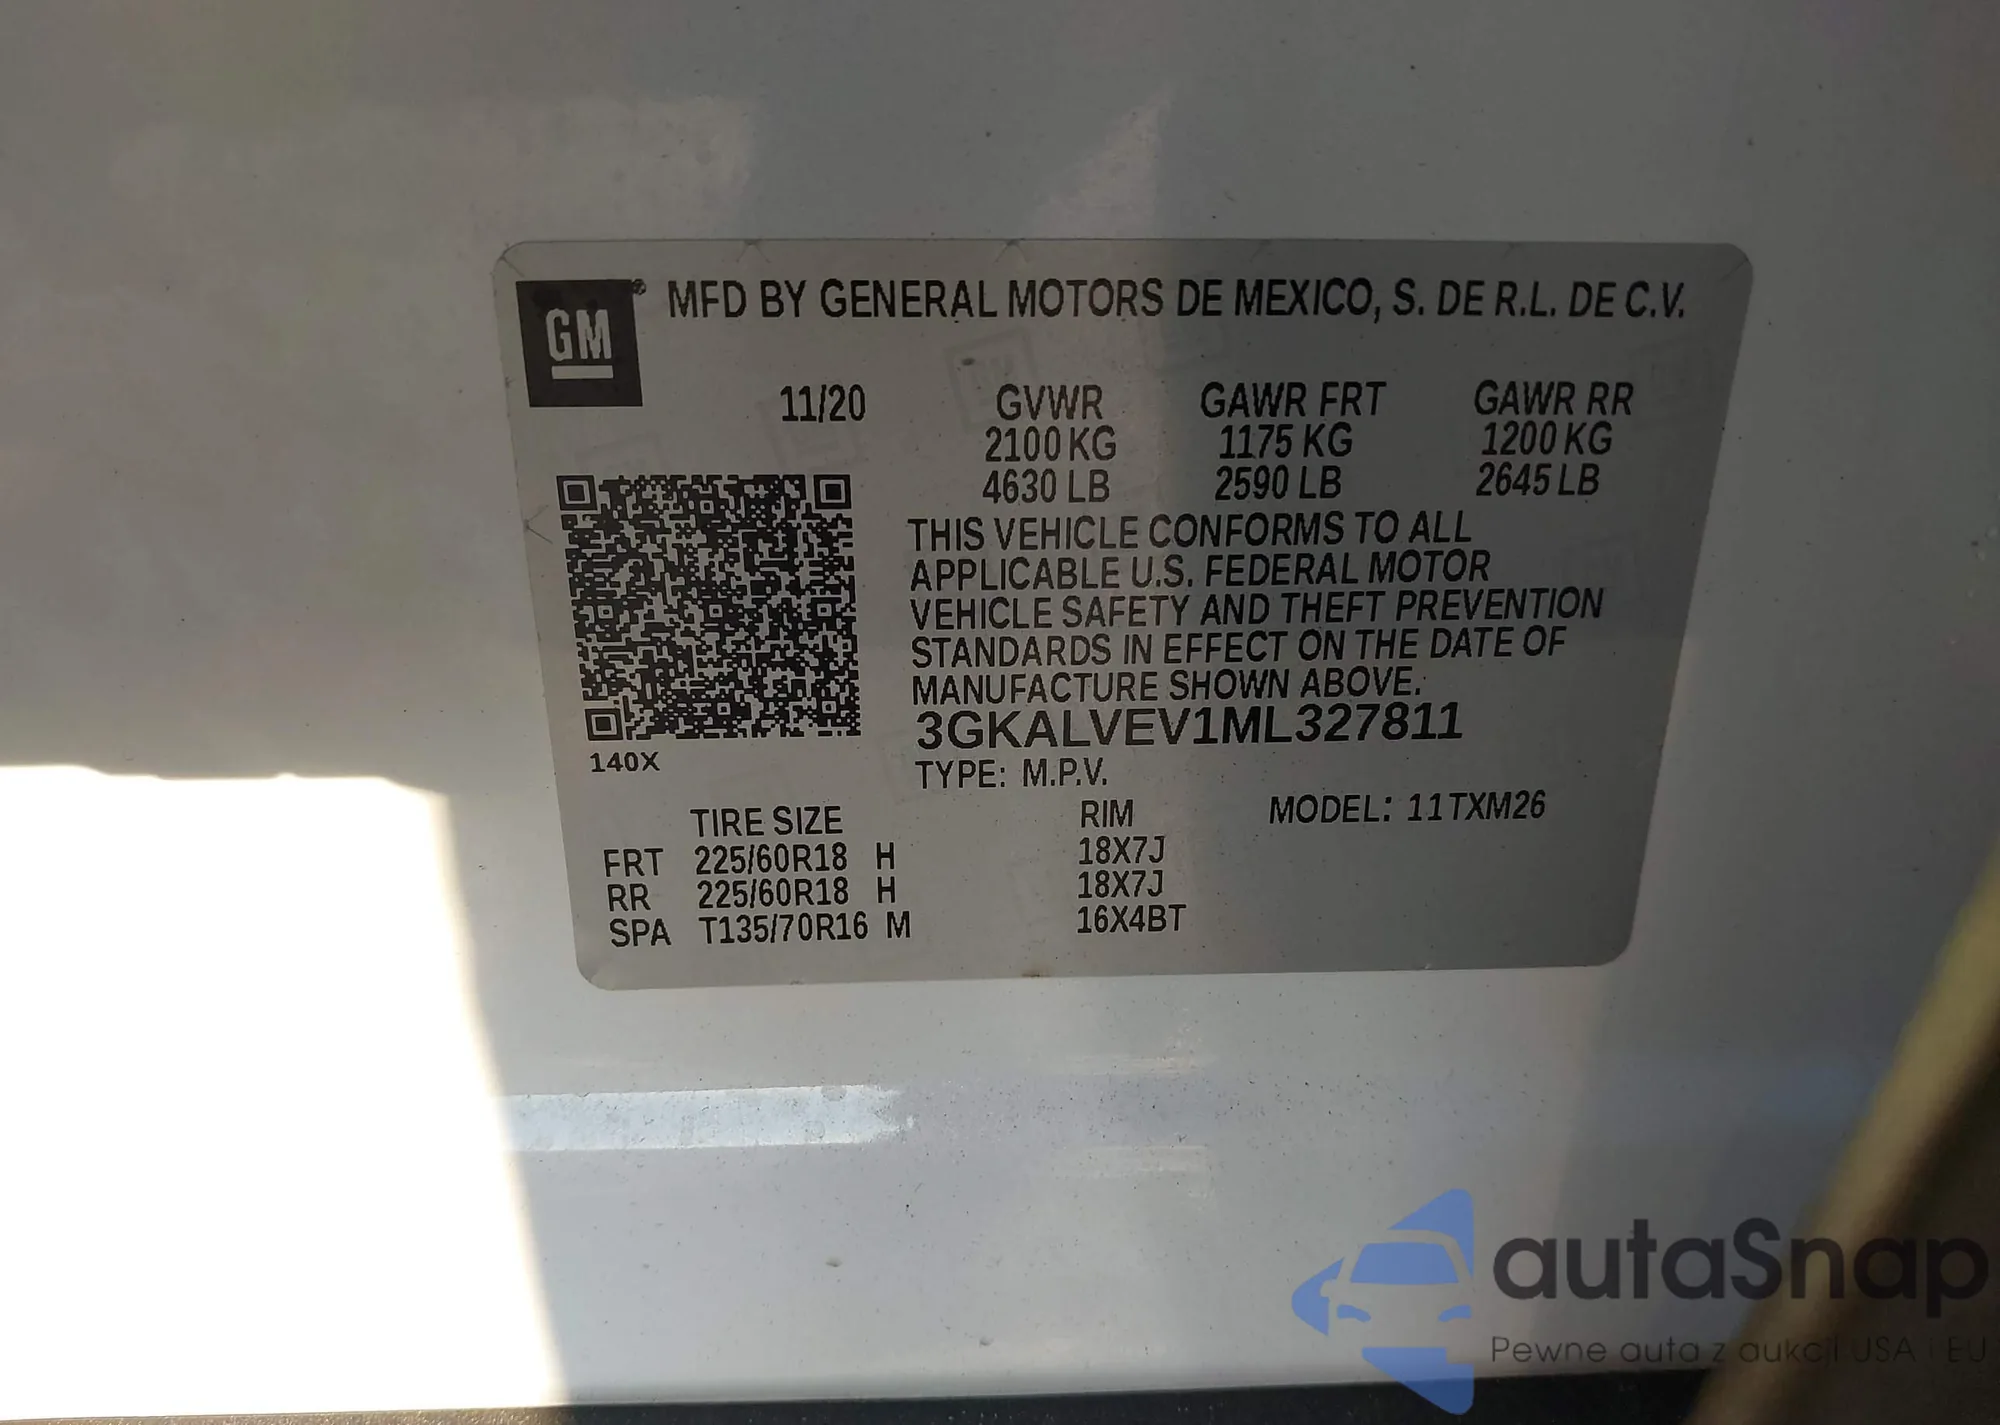 GM ® MFD BY GENERAL MOTORS DE MEXICO, S. DE R.L. DE C.V.
11/20 GVWR GAWR FRT GAWR RR
2100 KG 1175 KG 1200 KG
4630 LB 2590 LB 2645 LB
THIS VEHICLE CONFORMS TO ALL
APPLICABLE U.S. FEDERAL MOTOR
VEHICLE SAFETY AND THEFT PREVENTION
STANDARDS IN EFFECT ON THE DATE OF
MANUFACTURE SHOWN ABOVE.
3GKALVEV1ML327811
140X
TYPE: M.P.V.
TIRE SIZE RIM MODEL: 11TXM26
FRT 225/60R18 H 18X7J
RR 225/60R18 H 18X7J
SPA T135/70R16 M 16X4BT
autaSnap
Pewne auta z aukcji USA i EU